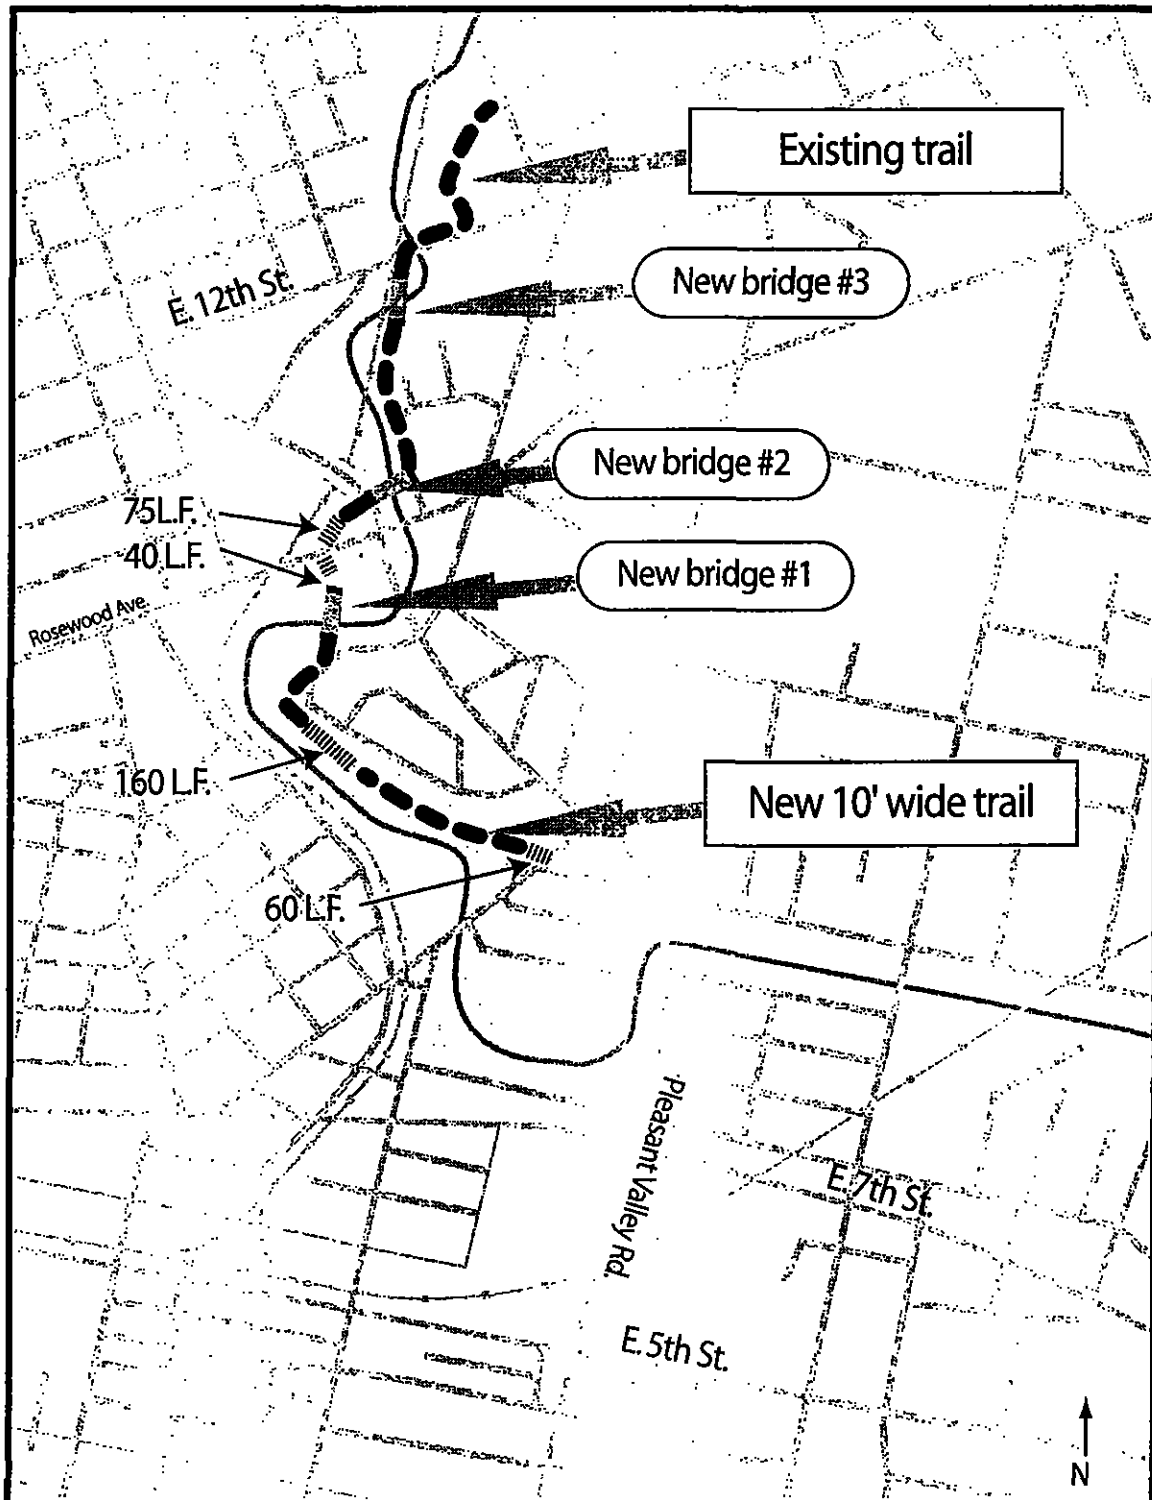 Existing trail
New bridge #3
E. 12th St.
New bridge #2
75L.F.
40 L.F.
New bridge #1
Rosewood Ave
160 L.F.
New 10' wide trail
60 L.F.
Pleasant Valley Rd.
E. 7th St.
E. 5th St.
N